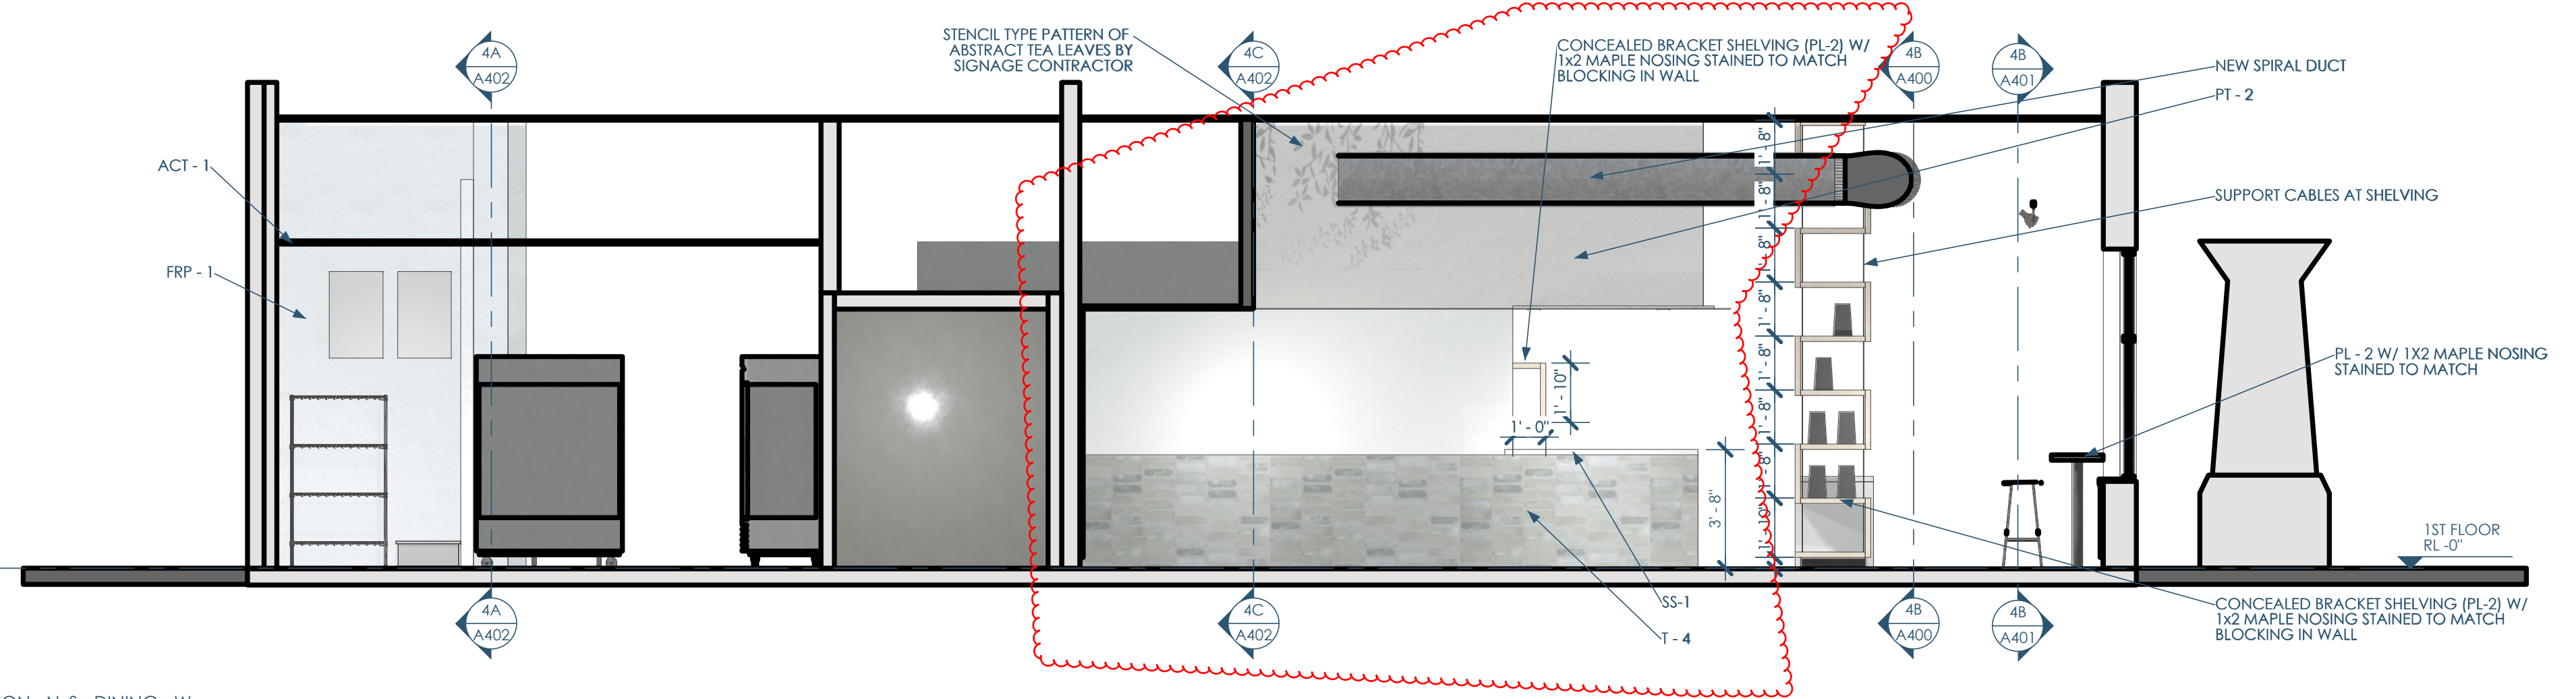 4A
A402
STENCIL TYPE PATTERN OF
ABSTRACT TEA LEAVES BY
SIGNAGE CONTRACTOR
4C
A402
CONCEALED BRACKET SHELVING (PL-2) W/
1x2 MAPLE NOSING STAINED TO MATCH
BLOCKING IN WALL
4B
A400
4B
A401
NEW SPIRAL DUCT
PT - 2
ACT - 1
FRP - 1
SUPPORT CABLES AT SHELVING
1' - 8"
1' - 8"
1' - 8"
1' - 8"
1' - 8"
1' - 8"
1' - 8"
1' - 10"
1' - 10"
1' - 0"
3' - 8"
PL - 2 W/ 1X2 MAPLE NOSING
STAINED TO MATCH
1ST FLOOR
RL -0"
SS-1
T - 4
4A
A402
4C
A402
4B
A400
4B
A401
CONCEALED BRACKET SHELVING (PL-2) W/
1x2 MAPLE NOSING STAINED TO MATCH
BLOCKING IN WALL